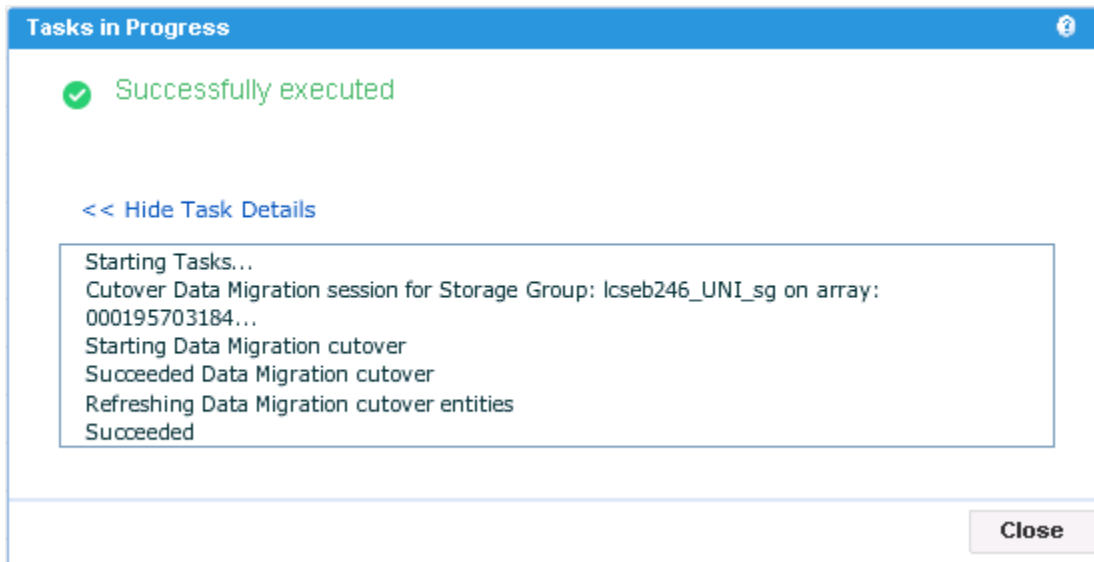 Tasks in Progress
Successfully executed
<< Hide Task Details
Starting Tasks...
Cutover Data Migration session for Storage Group: lcseb246_UNI_sg on array:
000195703184...
Starting Data Migration cutover
Succeeded Data Migration cutover
Refreshing Data Migration cutover entities
Succeeded
Close